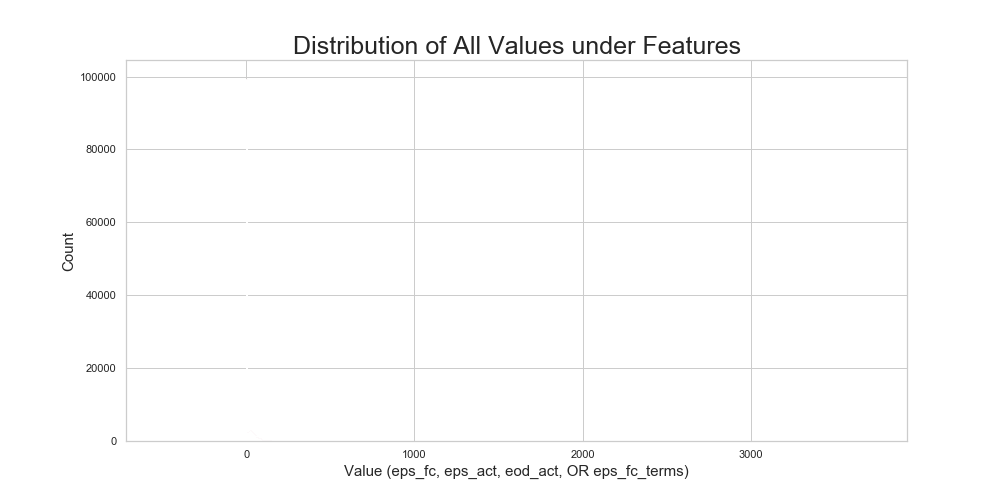 Distribution of All Values under Features
100000
80000
60000
40000
20000
0
Count
0 1000 2000 3000
Value (eps_fc, eps_act, eod_act, OR eps_fc_terms)